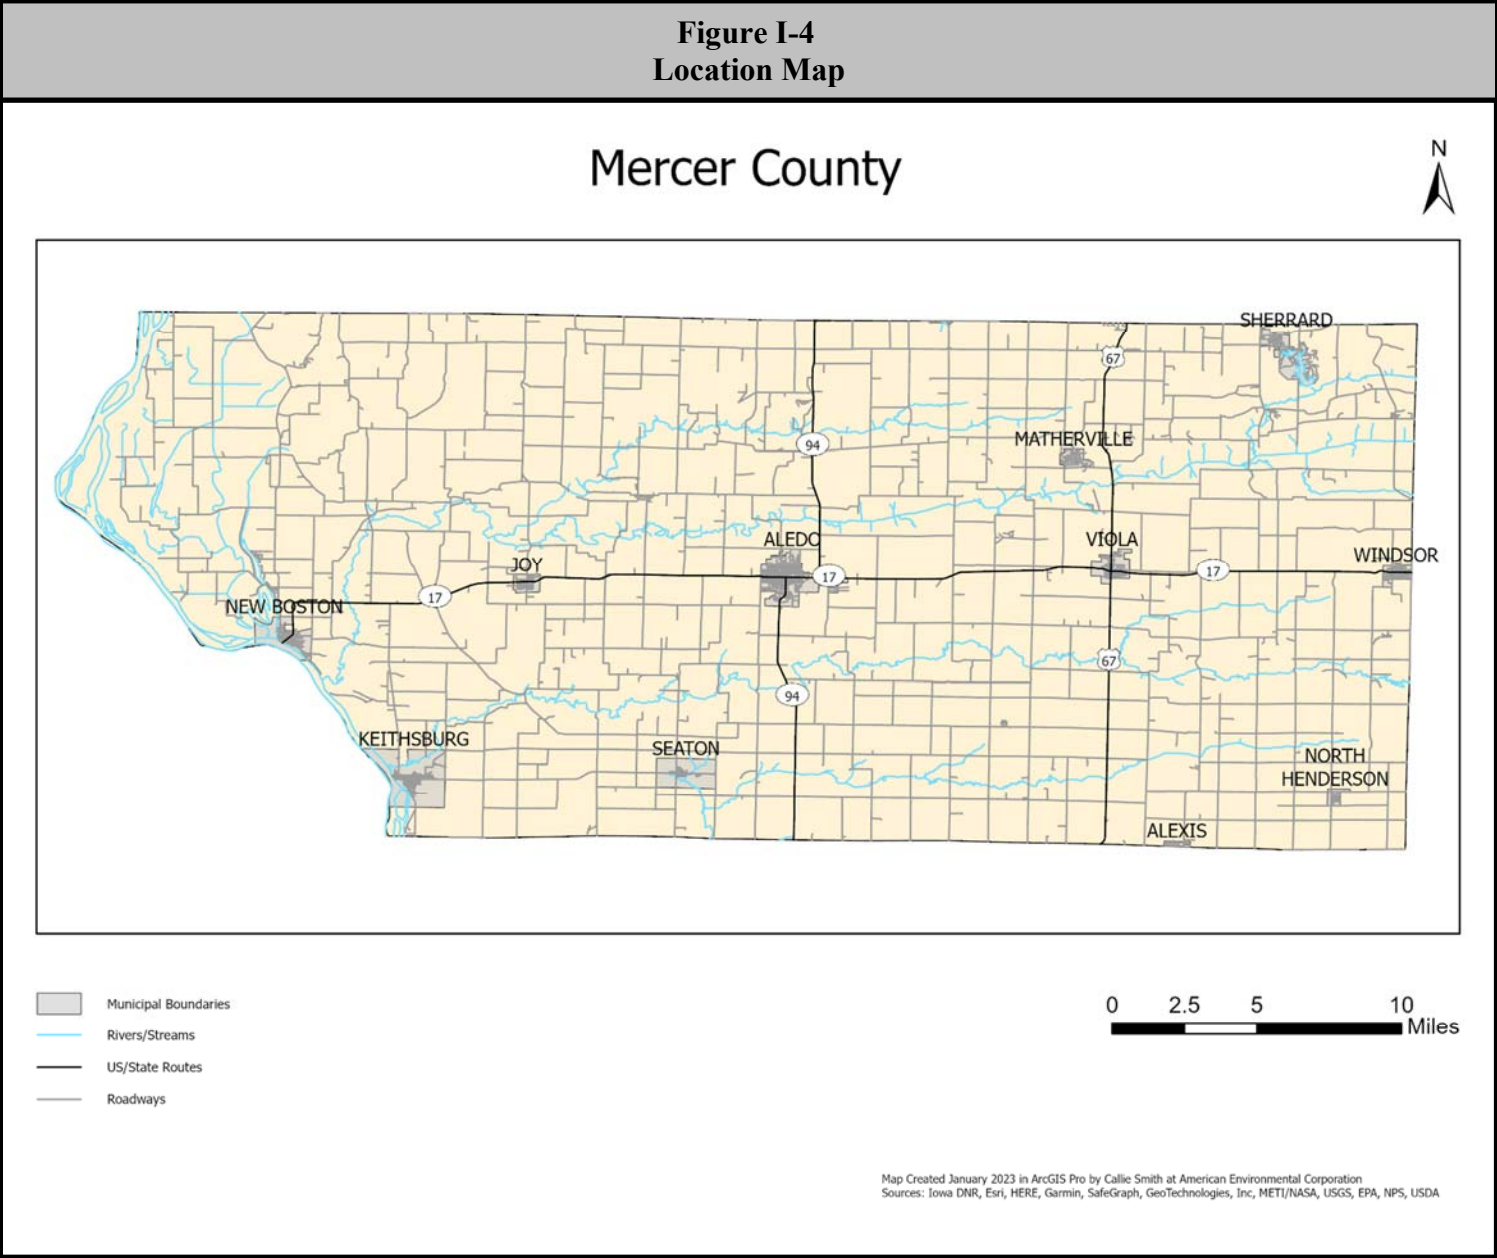 Figure I-4
Location Map
Mercer County
N
SHERRARD
67
MATHERVILLE
94
ALEDO
VIOLA
WINDSOR
JOY
17
17
17
NEW BOSTON
67
94
KEITHSBURG
SEATON
NORTH
HENDERSON
ALEXIS
Municipal Boundaries
Rivers/Streams
US/State Routes
Roadways
0 2.5 5 10
Miles
Map Created January 2023 in ArcGIS Pro by Callie Smith at American Environmental Corporation
Sources: Iowa DNR, Esri, HERE, Garmin, SafeGraph, GeoTechnologies, Inc, METI/NASA, USGS, EPA, NPS, USDA